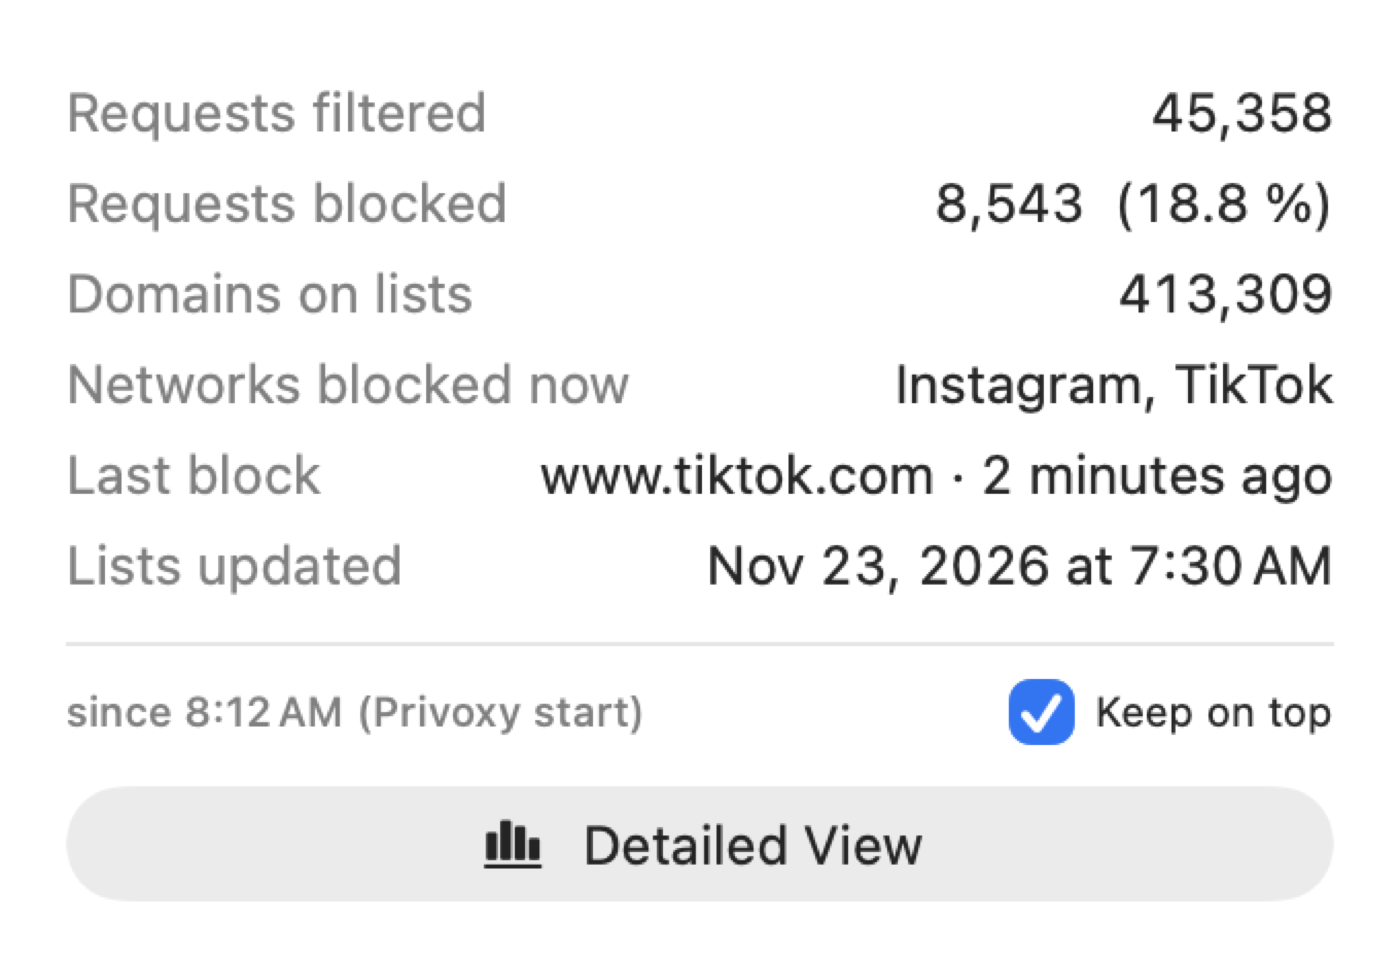 Requests filtered 45,358
Requests blocked 8,543 (18.8 %)
Domains on lists 413,309
Networks blocked now Instagram, TikTok
Last block www.tiktok.com · 2 minutes ago
Lists updated Nov 23, 2026 at 7:30 AM
since 8:12 AM (Privoxy start) Keep on top
Detailed View